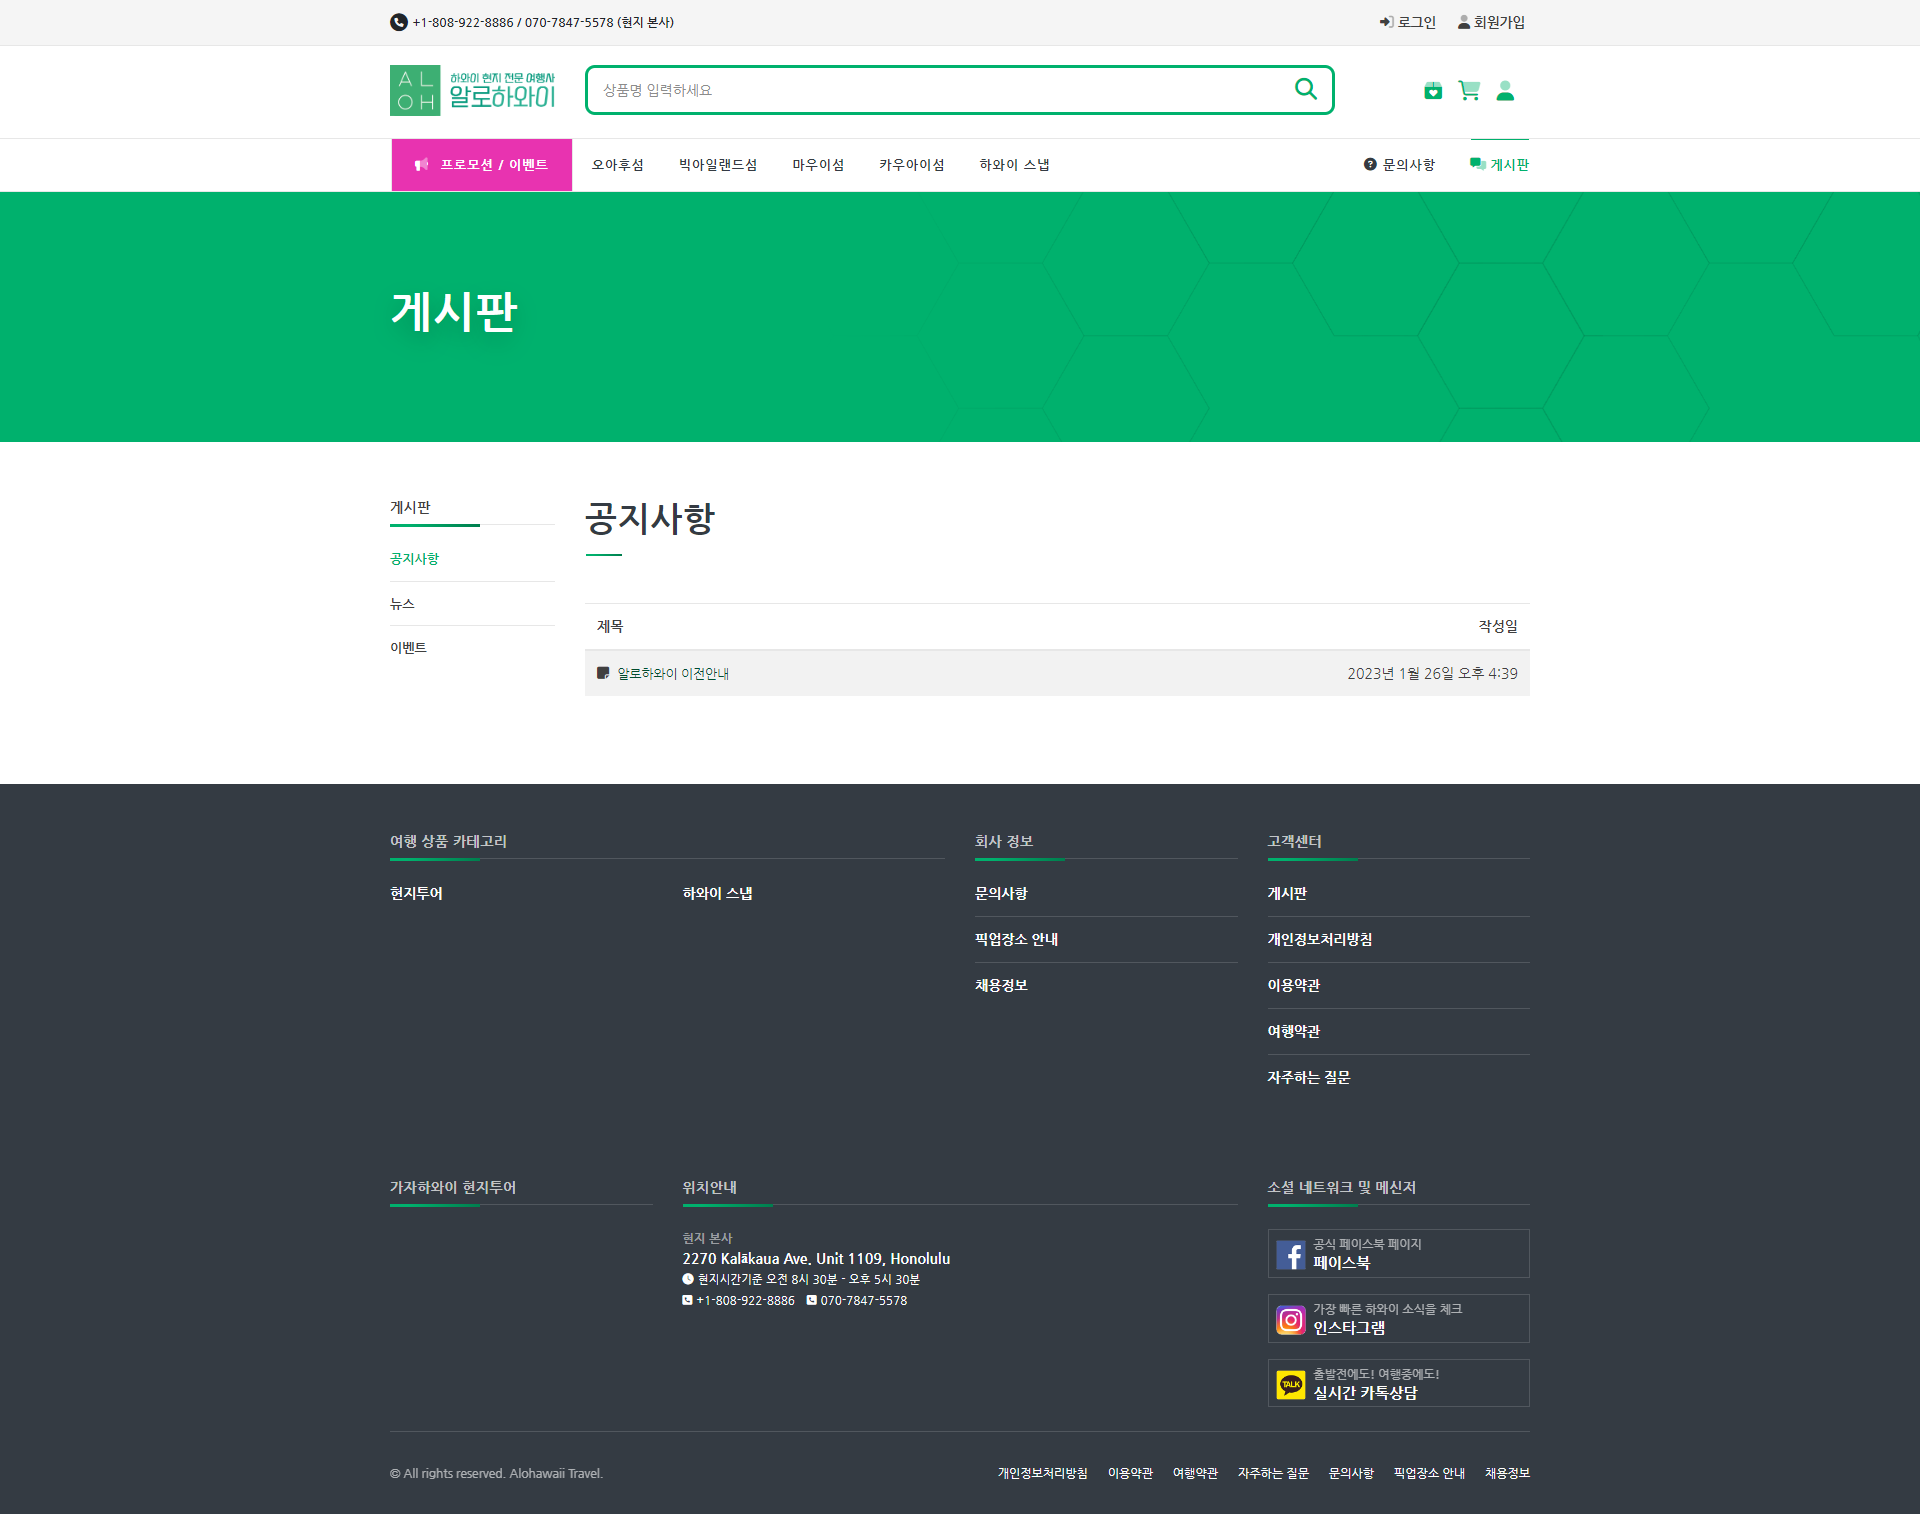 +1-808-922-8886 / 070-7847-5578 (현지 본사)
로그인
회원가입
AL
OH
하와이 현지 전문 여행사
알로하와이
상품명 입력하세요
프로모션 / 이벤트
오아후섬
빅아일랜드섬
마우이섬
카우아이섬
하와이 스냅
문의사항
게시판
게시판
게시판
공지사항
뉴스
이벤트
공지사항
제목
작성일
알로하와이 이전안내
2023년 1월 26일 오후 4:39
여행 상품 카테고리
현지투어
하와이 스냅
회사 정보
문의사항
픽업장소 안내
채용정보
고객센터
게시판
개인정보처리방침
이용약관
여행약관
자주하는 질문
가자하와이 현지투어
위치안내
현지 본사
2270 Kalākaua Ave, Unit 1109, Honolulu
현지시간기준 오전 8시 30분 - 오후 5시 30분
+1-808-922-8886
070-7847-5578
소셜 네트워크 및 메신저
공식 페이스북 페이지
페이스북
가장 빠른 하와이 소식을 체크
인스타그램
TALK
출발전에도! 여행중에도!
실시간 카톡상담
© All rights reserved. Alohawaii Travel.
개인정보처리방침
이용약관
여행약관
자주하는 질문
문의사항
픽업장소 안내
채용정보